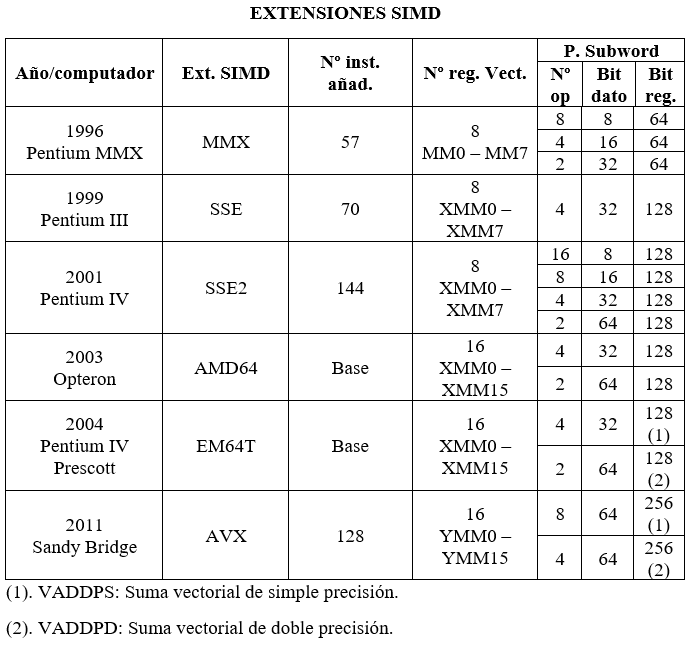 EXTENSIONES SIMD
Año/computador Ext. SIMD Nº inst. añad. Nº reg. Vect. P. Subword
Nº op Bit dato Bit reg.
1996 Pentium MMX MMX 57 8 MM0 – MM7 8 8 64
4 16 64
2 32 64
1999 Pentium III SSE 70 8 XMM0 – XMM7 4 32 128
2001 Pentium IV SSE2 144 8 XMM0 – XMM7 16 8 128
8 16 128
4 32 128
2 64 128
2003 Opteron AMD64 Base 16 XMM0 – XMM15 4 32 128
2 64 128
2004 Pentium IV Prescott EM64T Base 16 XMM0 – XMM15 4 32 128 (1)
2 64 128 (2)
2011 Sandy Bridge AVX 128 16 YMM0 – YMM15 8 64 256 (1)
4 64 256 (2)
(1). VADDPS: Suma vectorial de simple precisión.
(2). VADDPD: Suma vectorial de doble precisión.